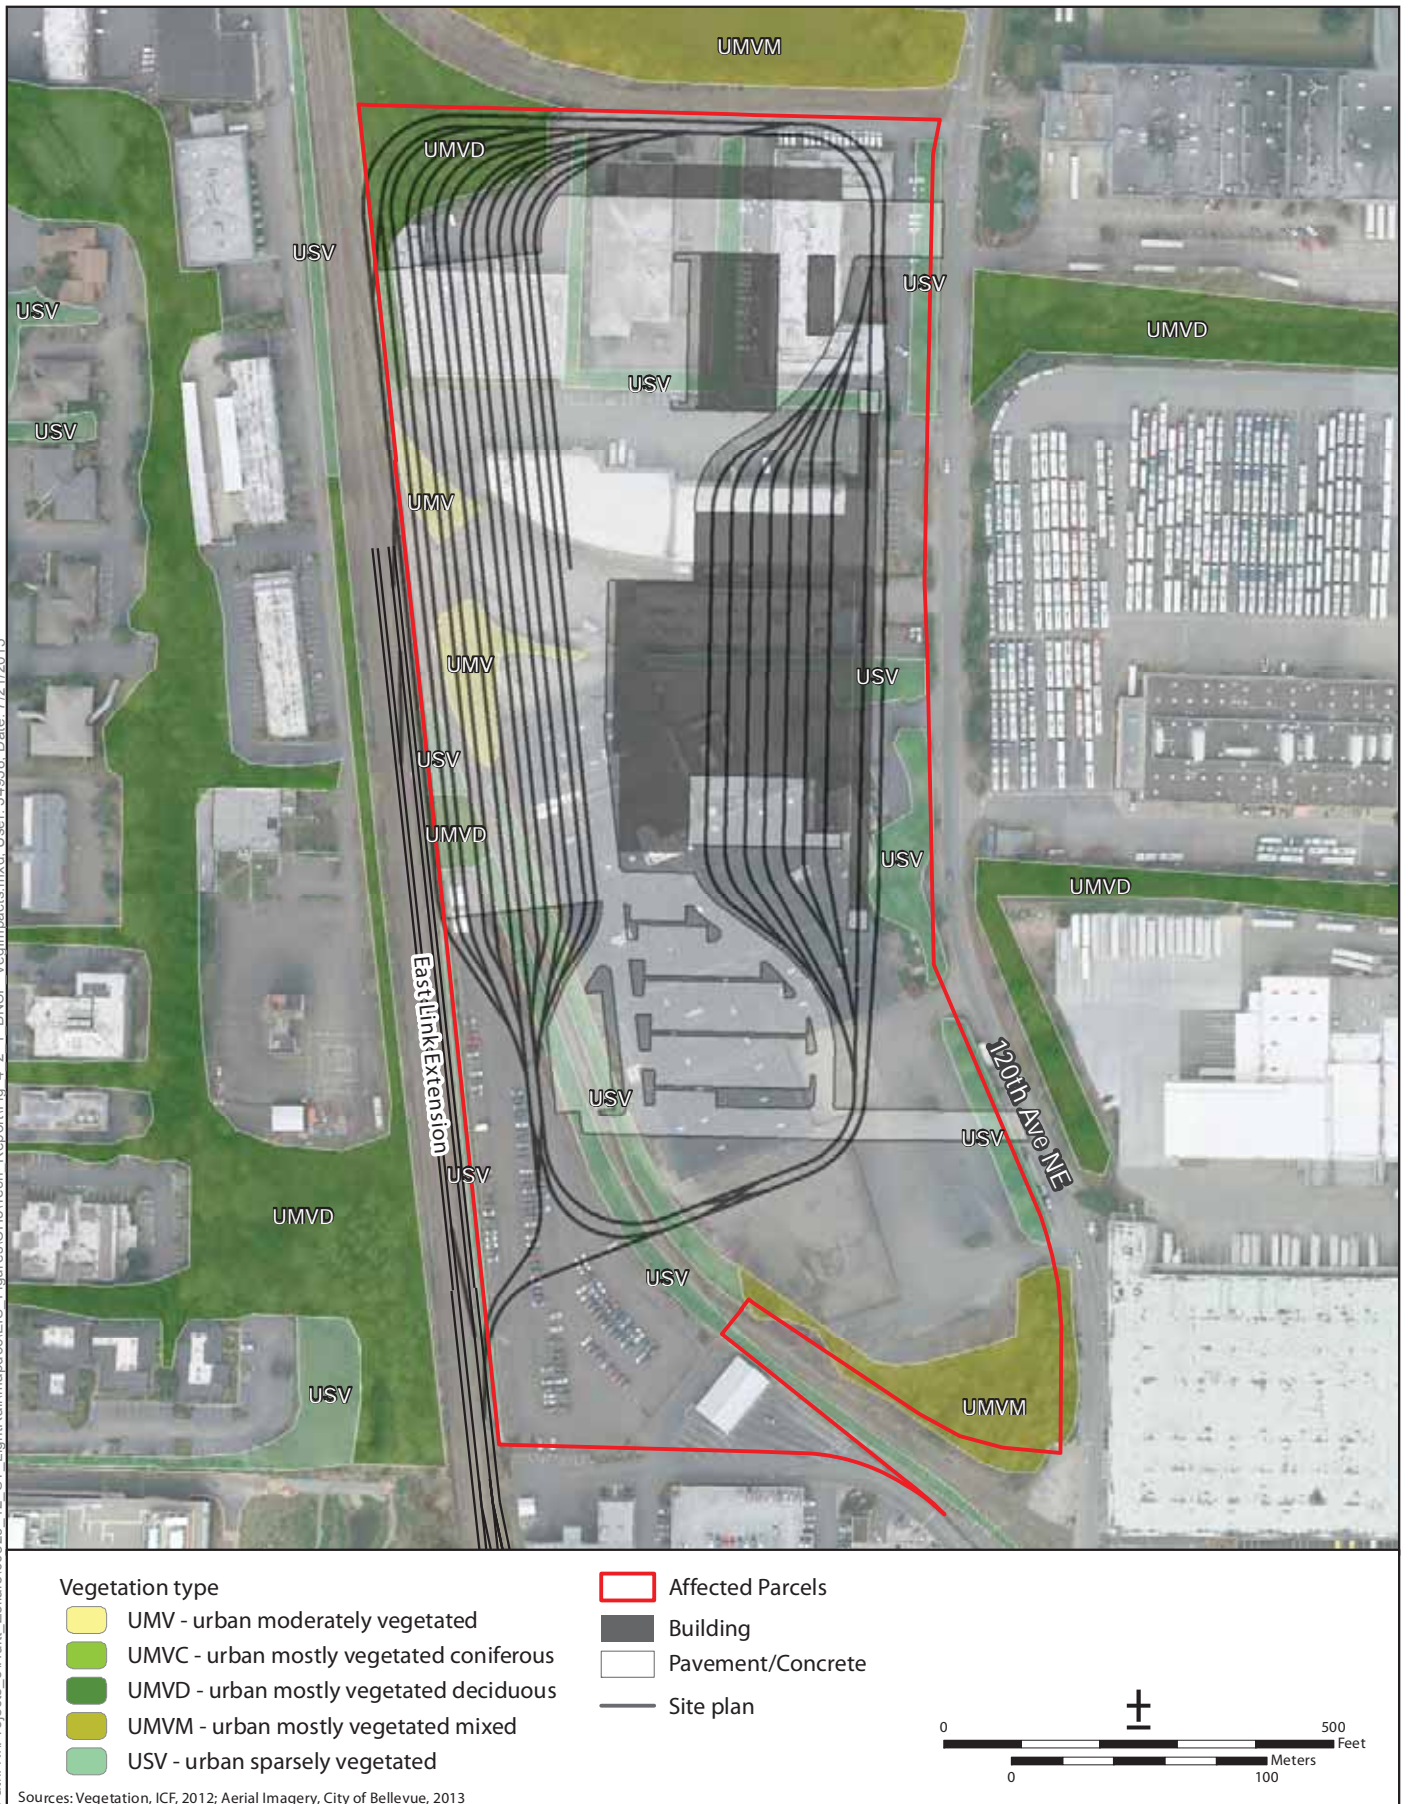 UMVM
UMVD
USV
USV
USV
UMVD
USV
USV
UMV
UMV
USV
USV
UMVD
USV
UMVD
East Link Extension
120th Ave NE
USV
USV
USV
UMVD
USV
USV
UMVM
Vegetation type
UMV - urban moderately vegetated
UMVC - urban mostly vegetated coniferous
UMVD - urban mostly vegetated deciduous
UMVM - urban mostly vegetated mixed
USV - urban sparsely vegetated
Affected Parcels
Building
Pavement/Concrete
Site plan
0 500
Feet
Meters
0 100
Sources: Vegetation, ICF, 2012; Aerial Imagery, City of Bellevue, 2013